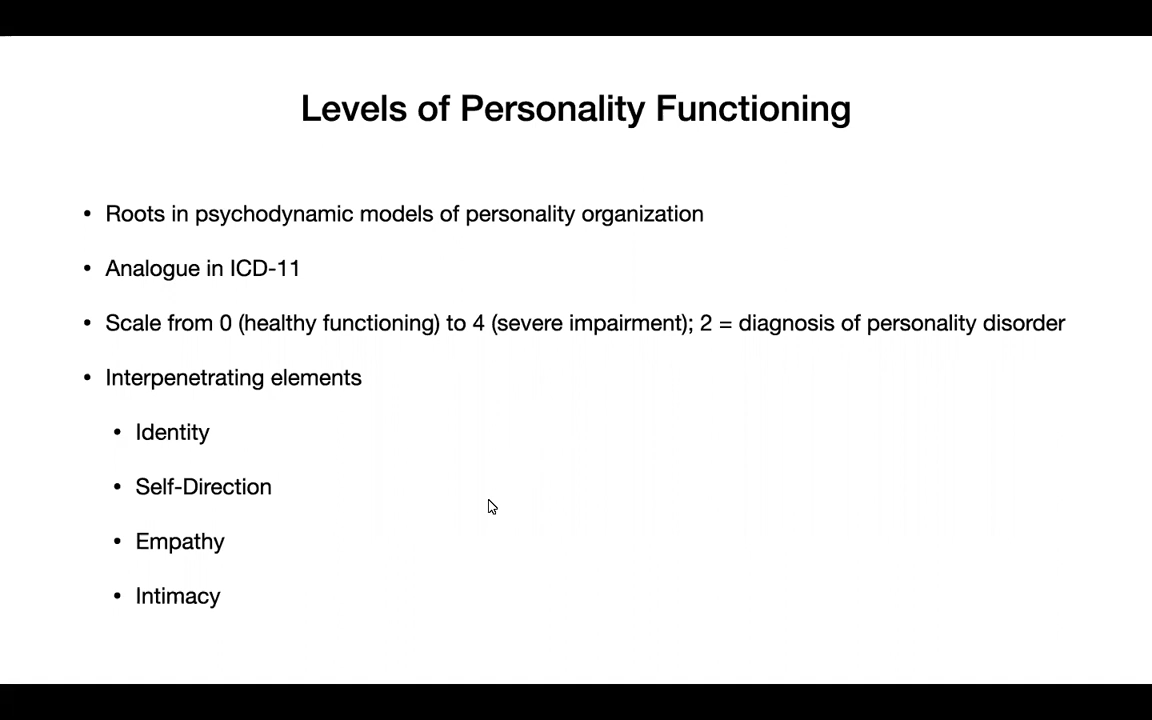 Levels of Personality Functioning
• Roots in psychodynamic models of personality organization
• Analogue in ICD-11
• Scale from 0 (healthy functioning) to 4 (severe impairment); 2 = diagnosis of personality disorder
• Interpenetrating elements
• Identity
• Self-Direction
• Empathy
• Intimacy